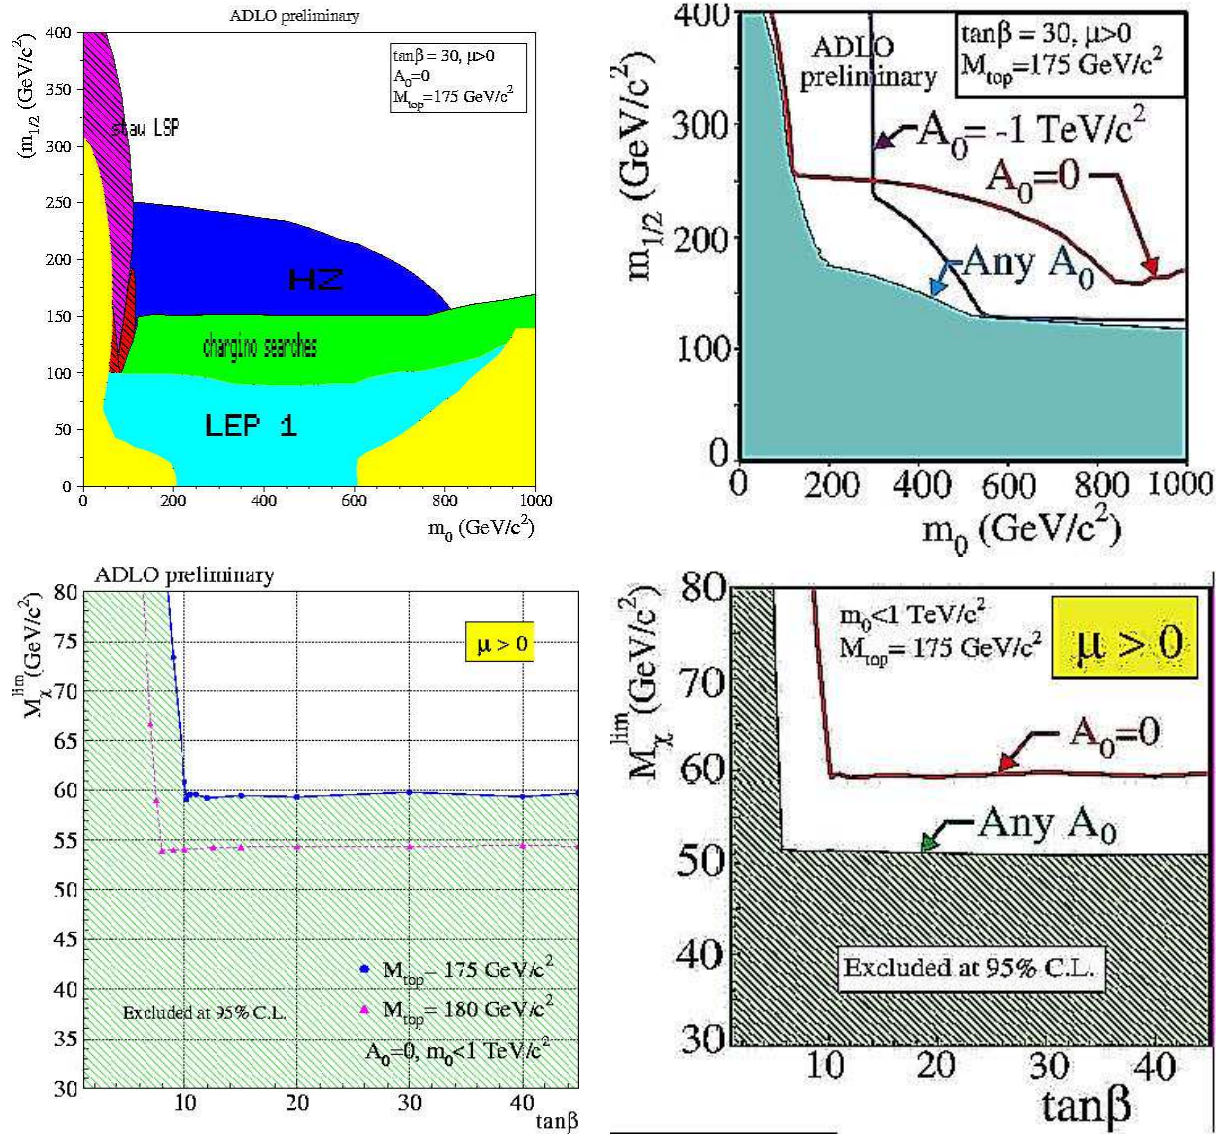 ADLO preliminary
400
350
300
250
200
150
100
50
0
(m1/2 (GeV/c2)
tanβ = 30, μ>0
A0=0
Mtop=175 GeV/c2
stau LSP
HZ
chargino searches
LEP 1
0 200 400 600 800 1000
m0 (GeV/c2)
400
300
200
100
0
m1/2 (GeV/c2)
ADLO
preliminary
tanβ = 30, μ>0
Mtop=175 GeV/c2
A0= -1 TeV/c2
A0=0
Any A0
0 200 400 600 800 1000
m0 (GeV/c2)
ADLO preliminary
80
75
70
65
60
55
50
45
40
35
30
Mχlim(GeV/c2)
μ > 0
Mtop= 175 GeV/c2
Mtop= 180 GeV/c2
Excluded at 95% C.L.
A0=0, m0<1 TeV/c2
10 20 30 40
tanβ
80
70
60
50
40
30
Mχlim(GeV/c2)
m0<1 TeV/c2
Mtop= 175 GeV/c2
μ > 0
A0=0
Any A0
Excluded at 95% C.L.
10 20 30 40
tanβ